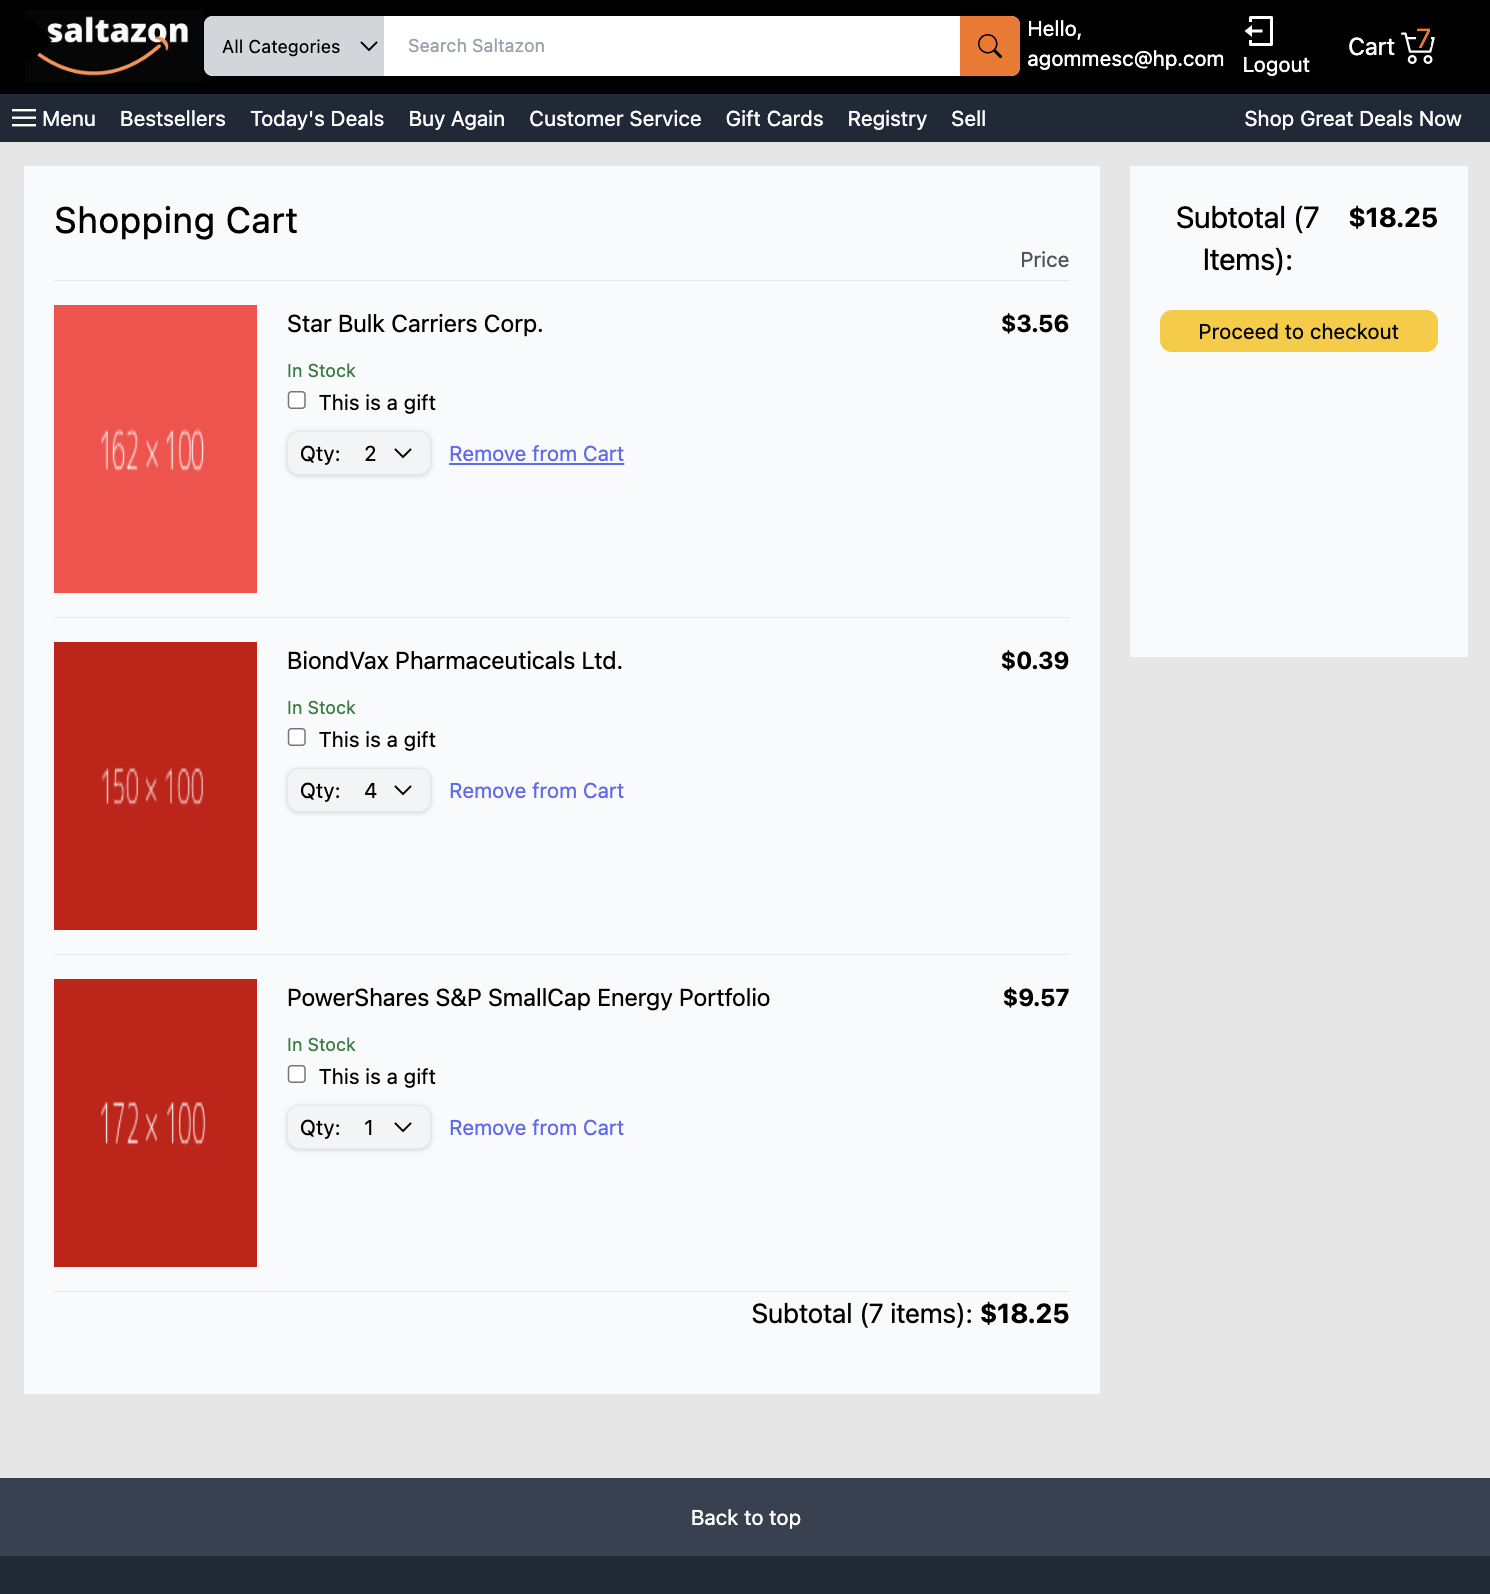 saltazon
All Categories
Search Saltazon
Hello,
agommesc@hp.com
Logout
Cart
7
Menu
Bestsellers
Today's Deals
Buy Again
Customer Service
Gift Cards
Registry
Sell
Shop Great Deals Now
Shopping Cart
Price
162 x 100
Star Bulk Carriers Corp.
$3.56
In Stock
This is a gift
Qty: 2
Remove from Cart
150 x 100
BiondVax Pharmaceuticals Ltd.
$0.39
In Stock
This is a gift
Qty: 4
Remove from Cart
172 x 100
PowerShares S&P SmallCap Energy Portfolio
$9.57
In Stock
This is a gift
Qty: 1
Remove from Cart
Subtotal (7 items): $18.25
Subtotal (7 $18.25
Items):
Proceed to checkout
Back to top